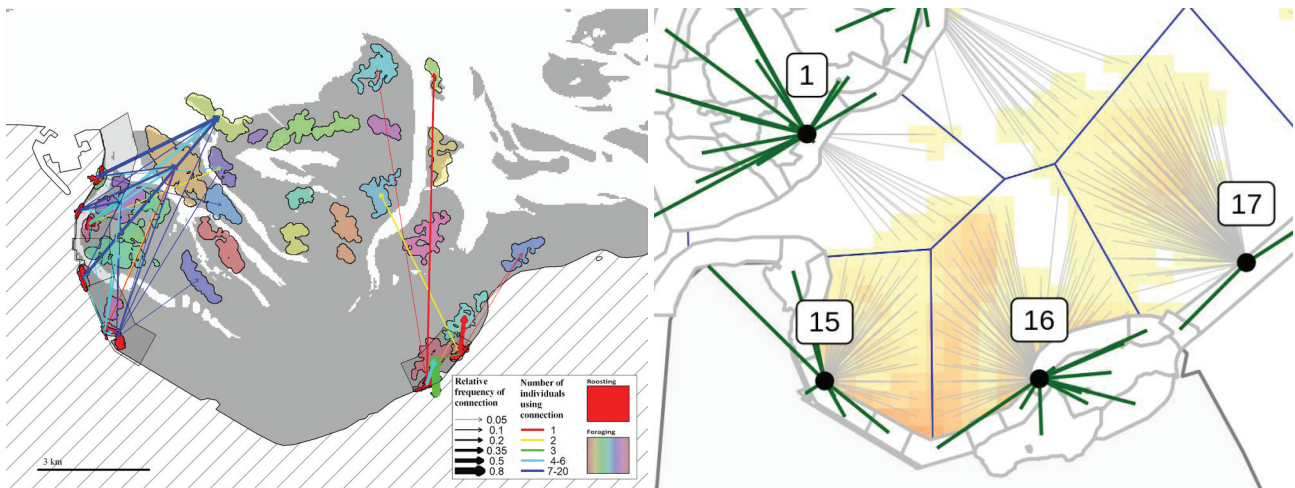 3 km
Relative
frequency of
connection
0.05
0.1
0.2
0.35
0.5
0.8
Number of
individuals
using
connection
1
2
3
4-6
7-20
Roosting
Foraging
1
17
15
16